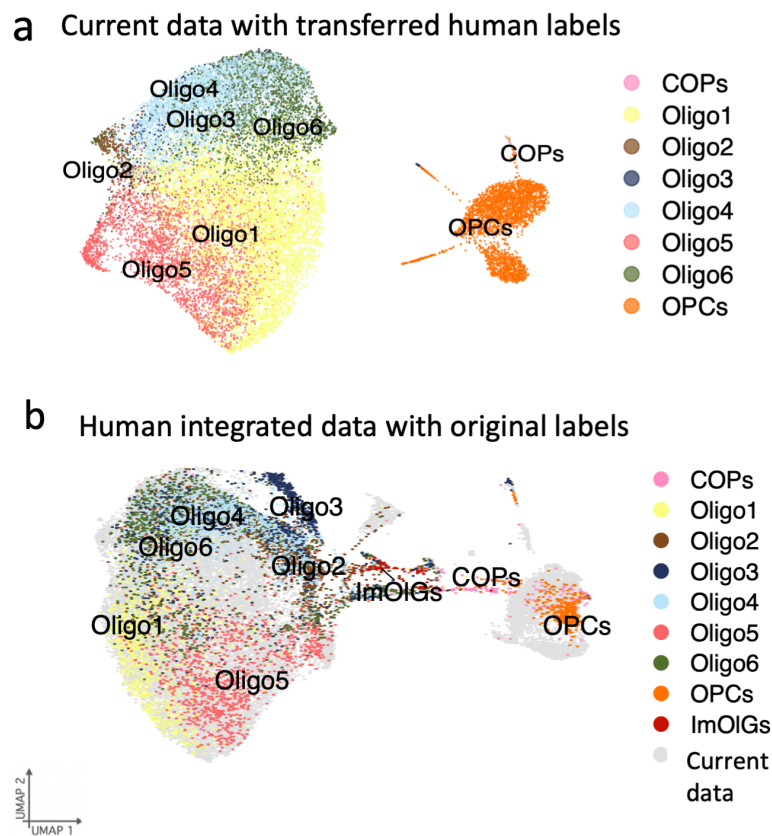 a Current data with transferred human labels
Oligo4
Oligo3
Oligo6
Oligo2
Oligo1
Oligo5
COPs
OPCs
COPs
Oligo1
Oligo2
Oligo3
Oligo4
Oligo5
Oligo6
OPCs
b Human integrated data with original labels
Oligo3
Oligo4
Oligo6
Oligo2
ImOlGs
COPs
Oligo1
OPCs
Oligo5
COPs
Oligo1
Oligo2
Oligo3
Oligo4
Oligo5
Oligo6
OPCs
ImOlGs
Current
data
UMAP 2
UMAP 1